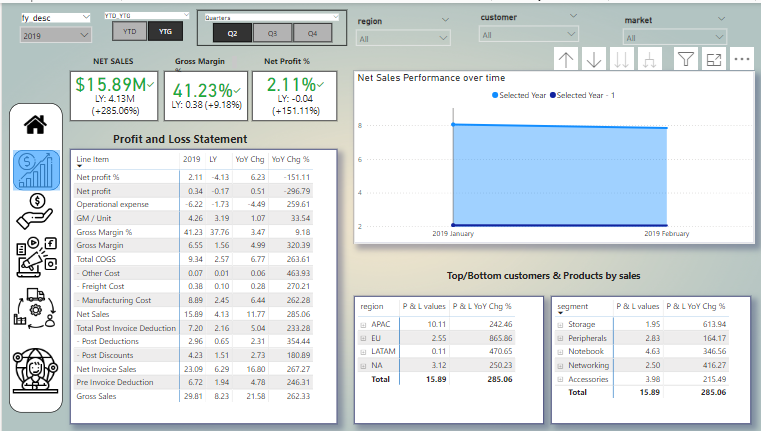 fy_desc
2019
YTD_YTG
YTD YTG
Quarters
Q2 Q3 Q4
region
All
customer
All
market
All
NET SALES
$15.89M
LY: 4.13M
(+285.06%)
Gross Margin
%
41.23%
LY: 0.38 (+9.18%)
Net Profit %
2.11%
LY: -0.04
(+151.11%)
Profit and Loss Statement
Line Item 2019 LY YoY Chg YoY Chg %
Net profit % 2.11 -4.13 6.23 -151.11
Net profit 0.34 -0.17 0.51 -296.79
Operational expense -6.22 -1.73 -4.49 259.61
GM / Unit 4.26 3.19 1.07 33.54
Gross Margin % 41.23 37.76 3.47 9.18
Gross Margin 6.55 1.56 4.99 320.39
Total COGS 9.34 2.57 6.77 263.61
- Other Cost 0.07 0.01 0.06 463.93
- Freight Cost 0.38 0.10 0.28 270.21
- Manufacturing Cost 8.89 2.45 6.44 262.28
Net Sales 15.89 4.13 11.77 285.06
Total Post Invoice Deduction 7.20 2.16 5.04 233.28
- Post Deductions 2.96 0.65 2.31 354.44
- Post Discounts 4.23 1.51 2.73 180.89
Net Invoice Sales 23.09 6.29 16.80 267.27
Pre Invoice Deduction 6.72 1.94 4.78 246.31
Gross Sales 29.81 8.23 21.58 262.33
Net Sales Performance over time
Selected Year Selected Year - 1
8
6
4
2
2019 January 2019 February
Top/Bottom customers & Products by sales
region P & L values P & L YoY Chg %
APAC 10.11 242.46
EU 2.55 865.86
LATAM 0.11 470.65
NA 3.12 250.23
Total 15.89 285.06
segment P & L values P & L YoY Chg %
Storage 1.95 613.94
Peripherals 2.83 164.17
Notebook 4.63 346.56
Networking 2.50 416.27
Accessories 3.98 215.49
Total 15.89 285.06